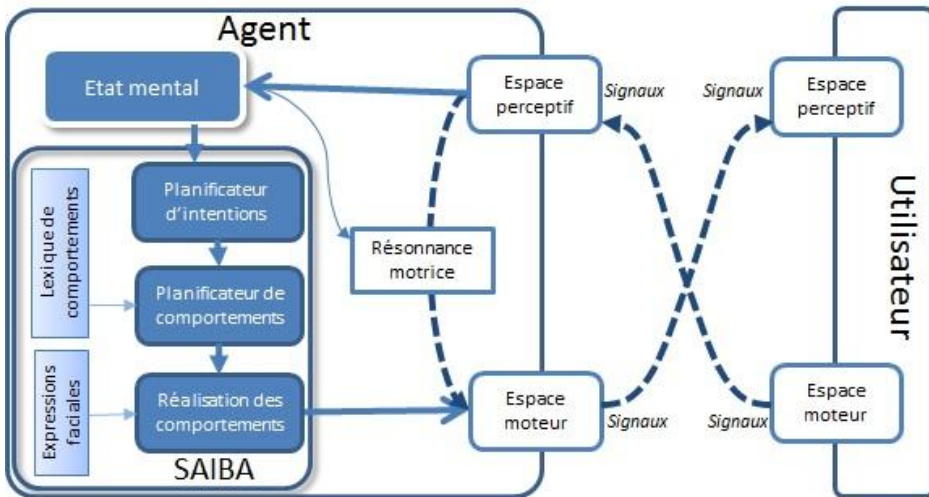 Agent
Etat mental
Espace
perceptif
Signaux
Signaux
Espace
perceptif
Planificateur
d'intentions
Lexique de
comportements
Résonnance
motrice
Utilisateur
Planificateur de
comportements
Expressions
faciales
Réalisation des
comportements
Espace
moteur
Signaux
Signaux
Espace
moteur
SAIBA